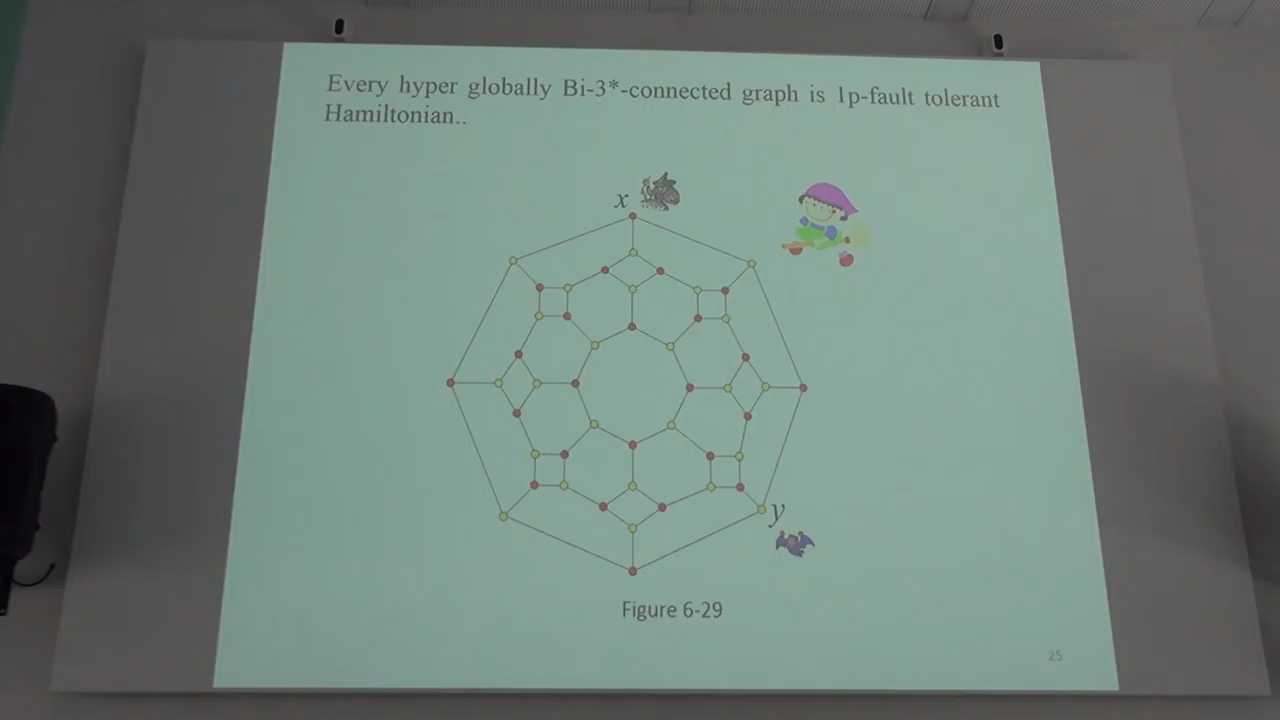 Every hyper globally Bi-3*-connected graph is 1p-fault tolerant
Hamiltonian..
x
y
Figure 6-29
25